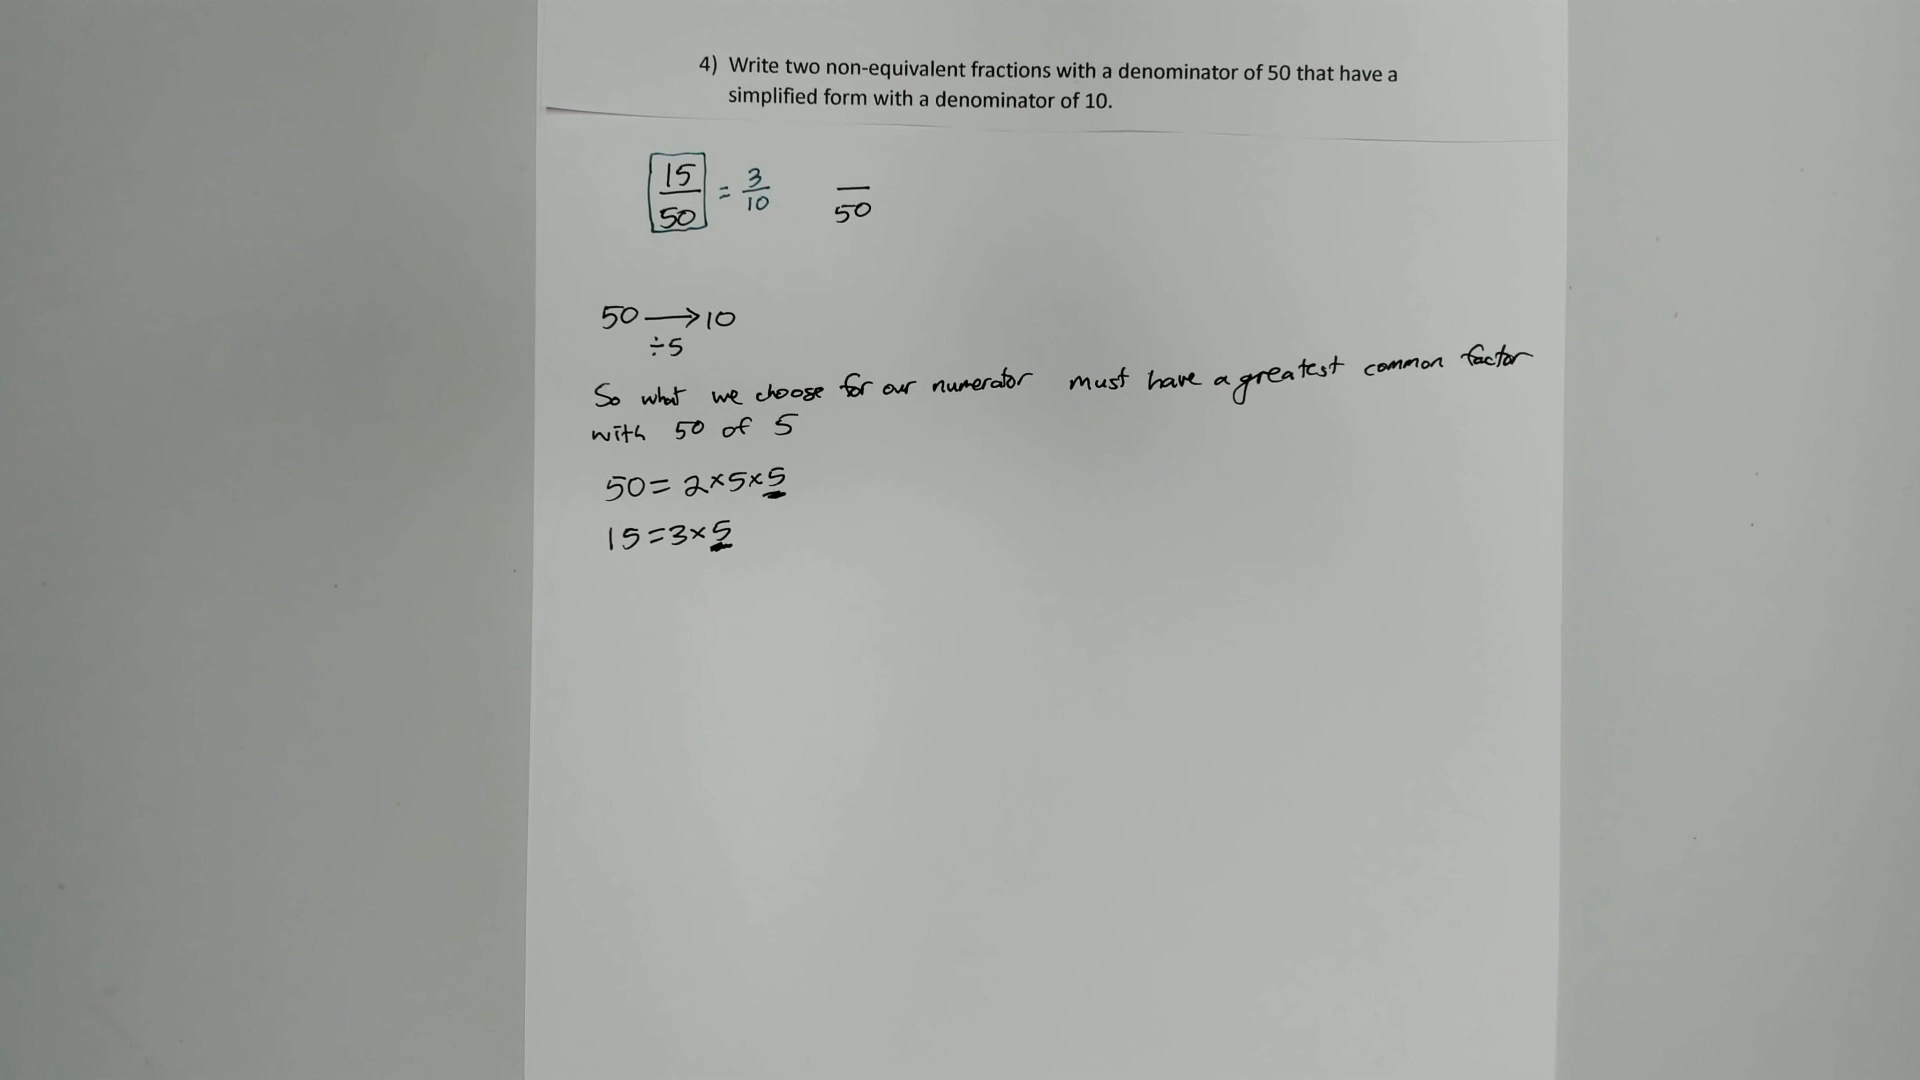 4) Write two non-equivalent fractions with a denominator of 50 that have a
simplified form with a denominator of 10.
15/50 = 3/10   —/50
50 → 10
÷5
So what we choose for our numerator must have a greatest common factor
with 50 of 5
50 = 2×5×5
15 = 3×5